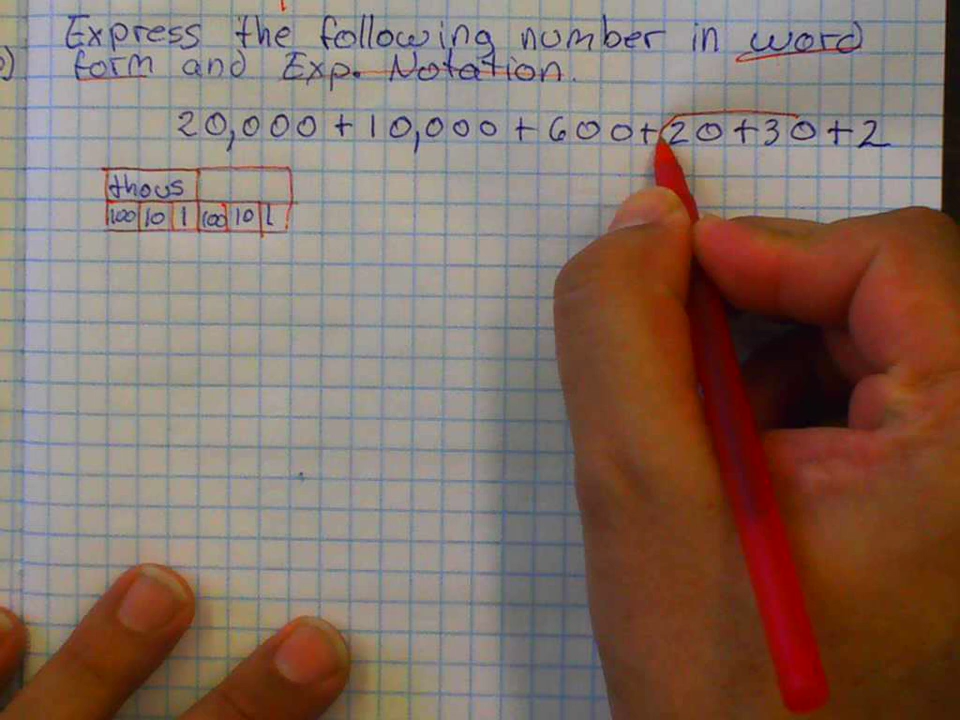 Express the following number in word
form and Exp. Notation.
20,000 + 10,000 + 600 + 20 + 30 + 2
thous
100 10 1 100 10 1